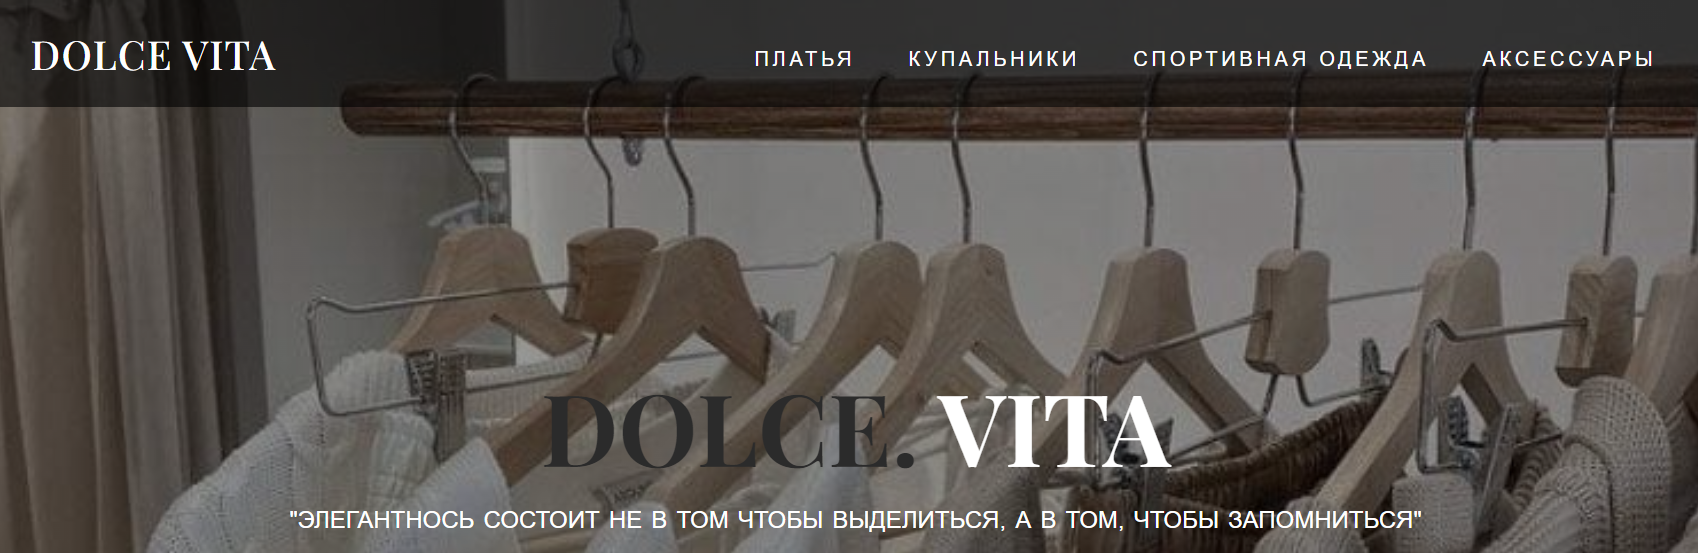 DOLCE VITA
ПЛАТЬЯ КУПАЛЬНИКИ СПОРТИВНАЯ ОДЕЖДА АКСЕССУАРЫ
DOLCE. VITA
"ЭЛЕГАНТНОСЬ СОСТОИТ НЕ В ТОМ ЧТОБЫ ВЫДЕЛИТЬСЯ, А В ТОМ, ЧТОБЫ ЗАПОМНИТЬСЯ"